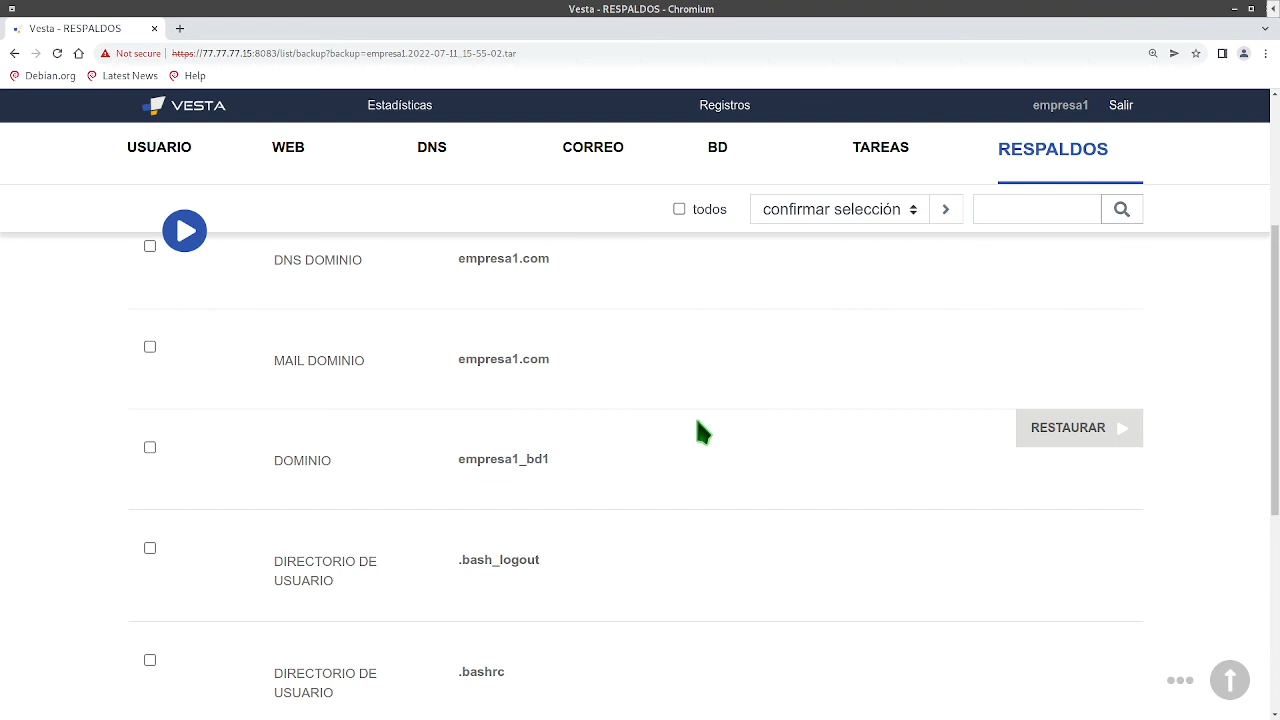 Vesta - RESPALDOS - Chromium
Vesta - RESPALDOS
Not secure https://77.77.77.15:8083/list/backup?backup=empresa1.2022-07-11_15-55-02.tar
Debian.org Latest News Help
VESTA Estadísticas Registros empresa1 Salir
USUARIO WEB DNS CORREO BD TAREAS RESPALDOS
todos confirmar selección
DNS DOMINIO empresa1.com
MAIL DOMINIO empresa1.com
RESTAURAR
DOMINIO empresa1_bd1
DIRECTORIO DE USUARIO .bash_logout
DIRECTORIO DE USUARIO .bashrc